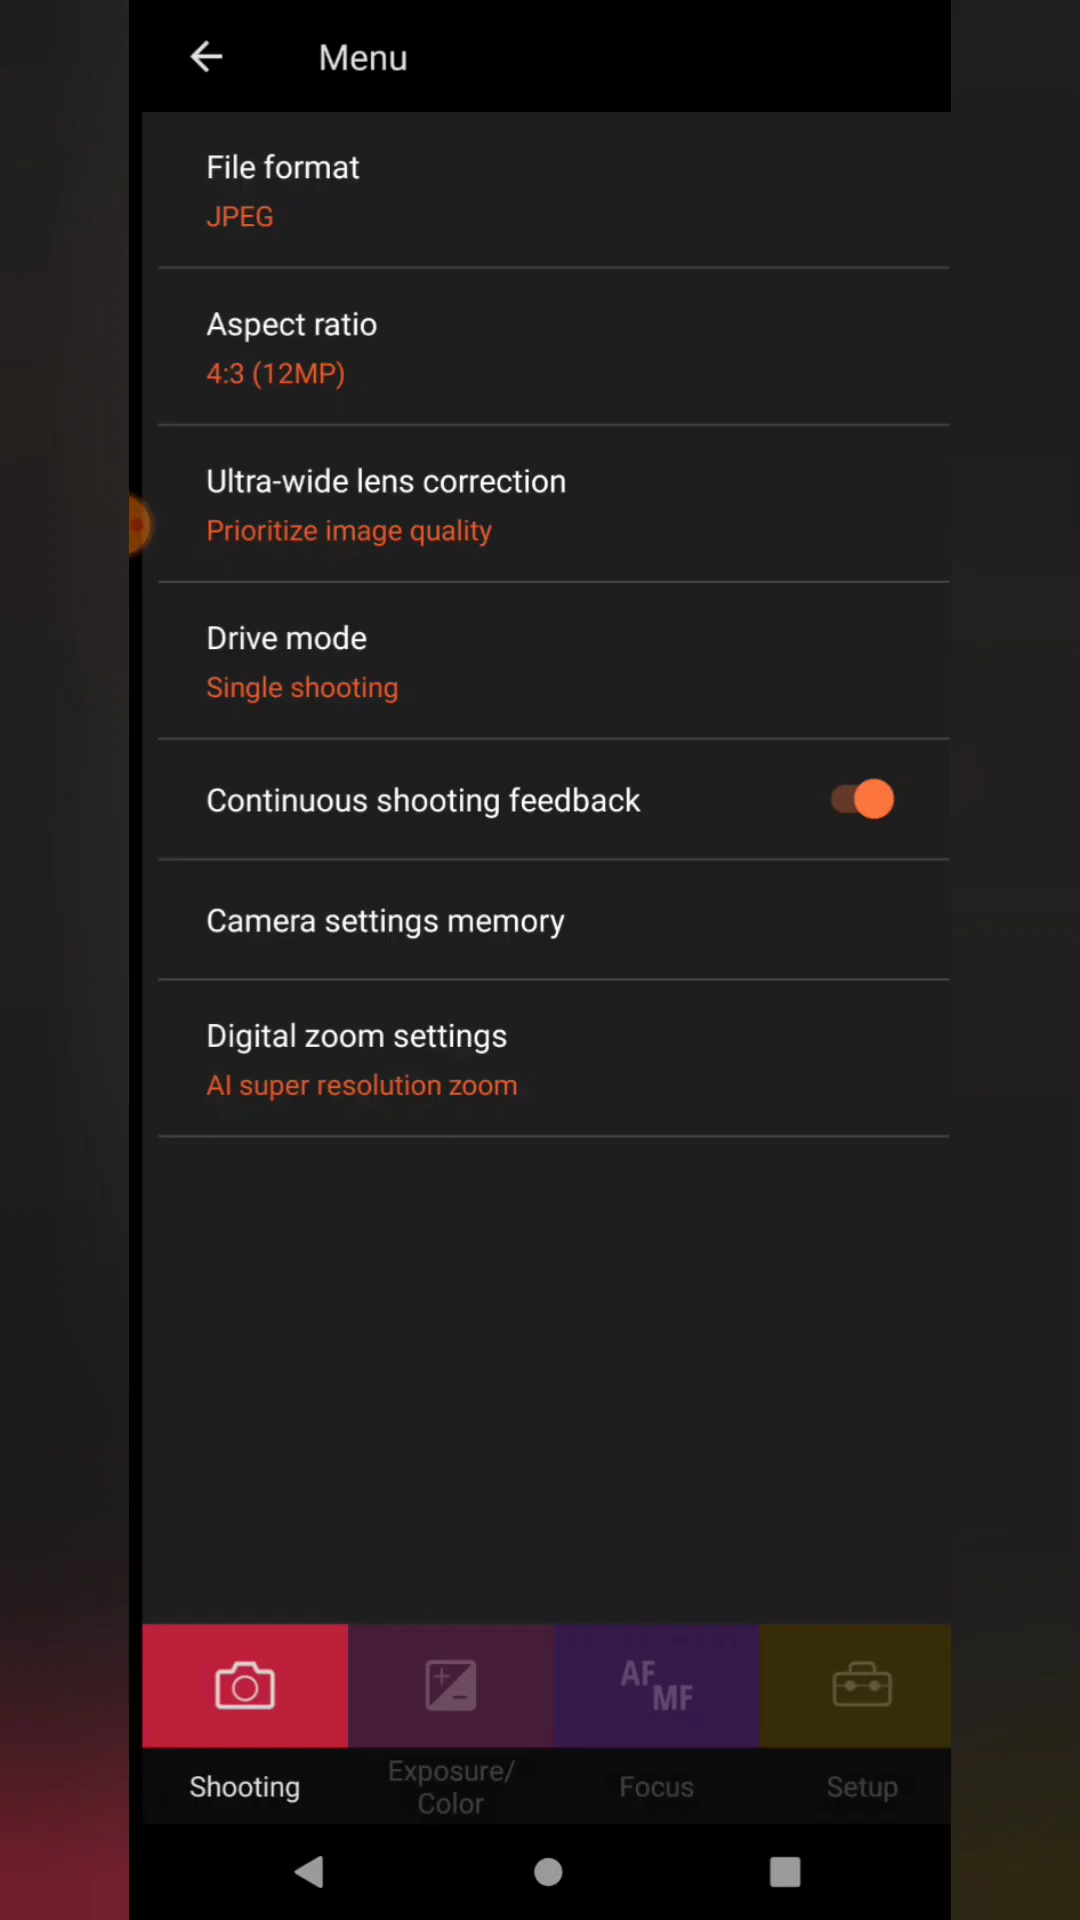 Menu
File format
JPEG
Aspect ratio
4:3 (12MP)
Ultra-wide lens correction
Prioritize image quality
Drive mode
Single shooting
Continuous shooting feedback
Camera settings memory
Digital zoom settings
AI super resolution zoom
AF
MF
Shooting
Exposure/
Color
Focus
Setup